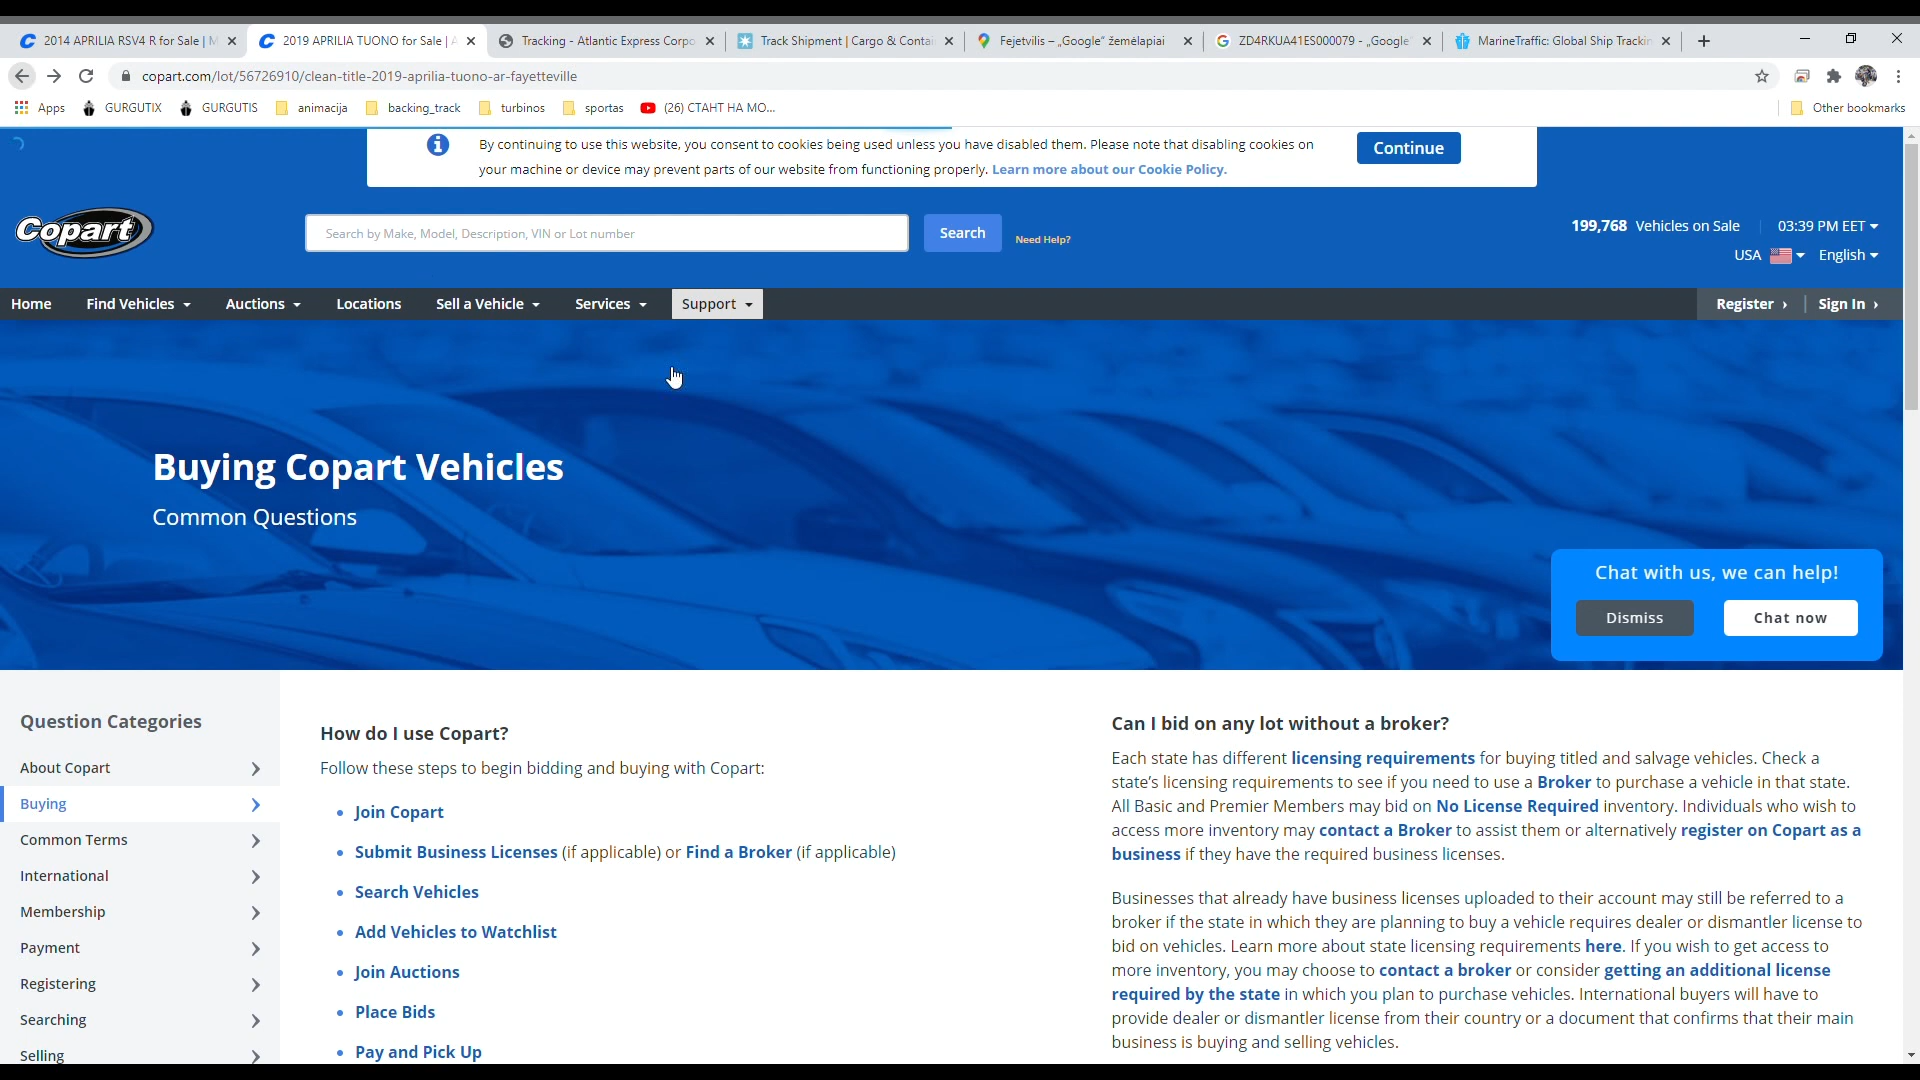 2014 APRILIA RSV4 R for Sale | M
2019 APRILIA TUONO for Sale | A
Tracking - Atlantic Express Corpo
Track Shipment | Cargo & Contai
Fejetvilis – „Google“ žemėlapiai
ZD4RKUA41ES000079 - „Google“
MarineTraffic: Global Ship Trackin
copart.com/lot/56726910/clean-title-2019-aprilia-tuono-ar-fayetteville
Apps
GURGUTIX
GURGUTIS
animacija
backing_track
turbinos
sportas
(26) СТАНТ НА МО...
Other bookmarks
By continuing to use this website, you consent to cookies being used unless you have disabled them. Please note that disabling cookies on
your machine or device may prevent parts of our website from functioning properly. Learn more about our Cookie Policy.
Continue
Copart
Search by Make, Model, Description, VIN or Lot number
Search
Need Help?
199,768 Vehicles on Sale
03:39 PM EET
USA
English
Home
Find Vehicles
Auctions
Locations
Sell a Vehicle
Services
Support
Register ›
Sign In ›
Buying Copart Vehicles
Common Questions
Chat with us, we can help!
Dismiss
Chat now
Question Categories
About Copart
Buying
Common Terms
International
Membership
Payment
Registering
Searching
Selling
How do I use Copart?
Follow these steps to begin bidding and buying with Copart:
• Join Copart
• Submit Business Licenses (if applicable) or Find a Broker (if applicable)
• Search Vehicles
• Add Vehicles to Watchlist
• Join Auctions
• Place Bids
• Pay and Pick Up
Can I bid on any lot without a broker?
Each state has different licensing requirements for buying titled and salvage vehicles. Check a
state's licensing requirements to see if you need to use a Broker to purchase a vehicle in that state.
All Basic and Premier Members may bid on No License Required inventory. Individuals who wish to
access more inventory may contact a Broker to assist them or alternatively register on Copart as a
business if they have the required business licenses.
Businesses that already have business licenses uploaded to their account may still be referred to a
broker if the state in which they are planning to buy a vehicle requires dealer or dismantler license to
bid on vehicles. Learn more about state licensing requirements here. If you wish to get access to
more inventory, you may choose to contact a broker or consider getting an additional license
required by the state in which you plan to purchase vehicles. International buyers will have to
provide dealer or dismantler license from their country or a document that confirms that their main
business is buying and selling vehicles.